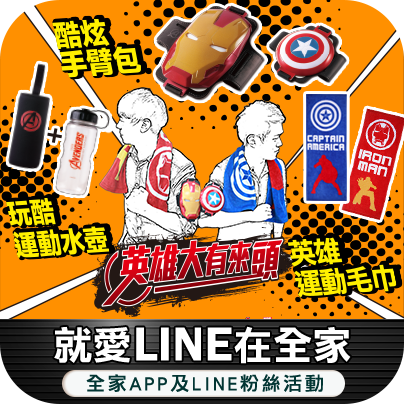 酷炫
手臂包
AVENGERS
CAPTAIN
AMERICA
IRON
MAN
玩酷
運動水壺
英雄大有來頭
英雄
運動毛巾
就愛LINE在全家
全家APP及LINE粉絲活動